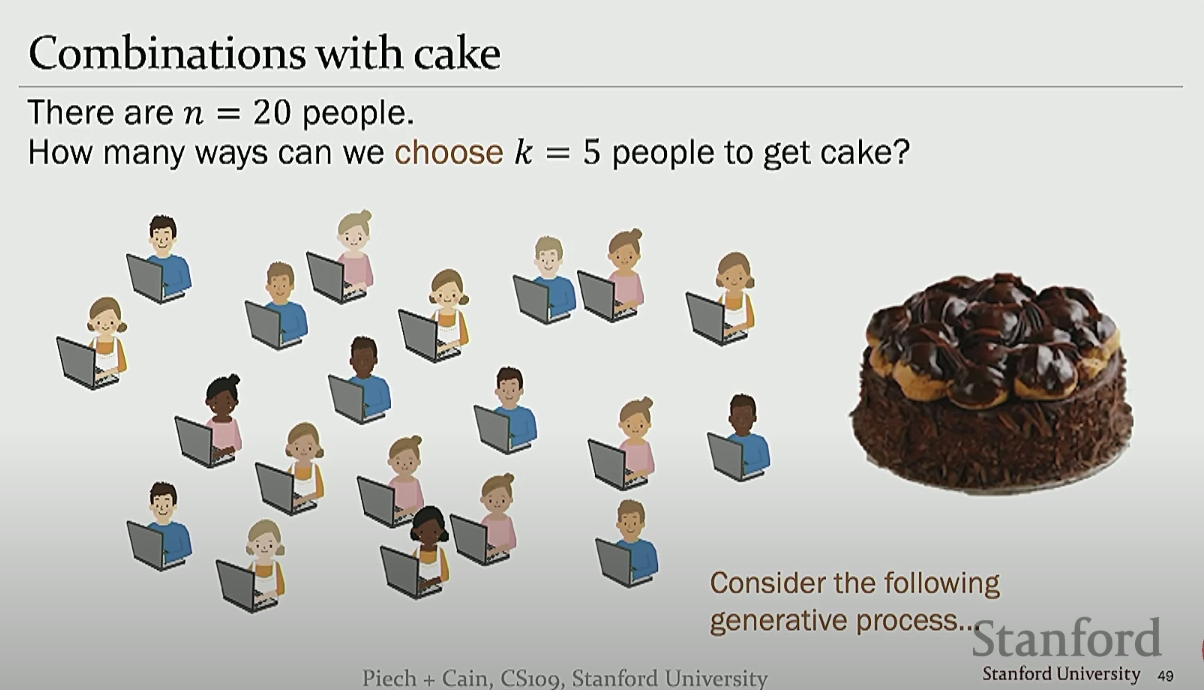 Combinations with cake
There are n = 20 people.
How many ways can we choose k = 5 people to get cake?
Consider the following
generative process...
Stanford
Piech + Cain, CS109, Stanford University
Stanford University 49